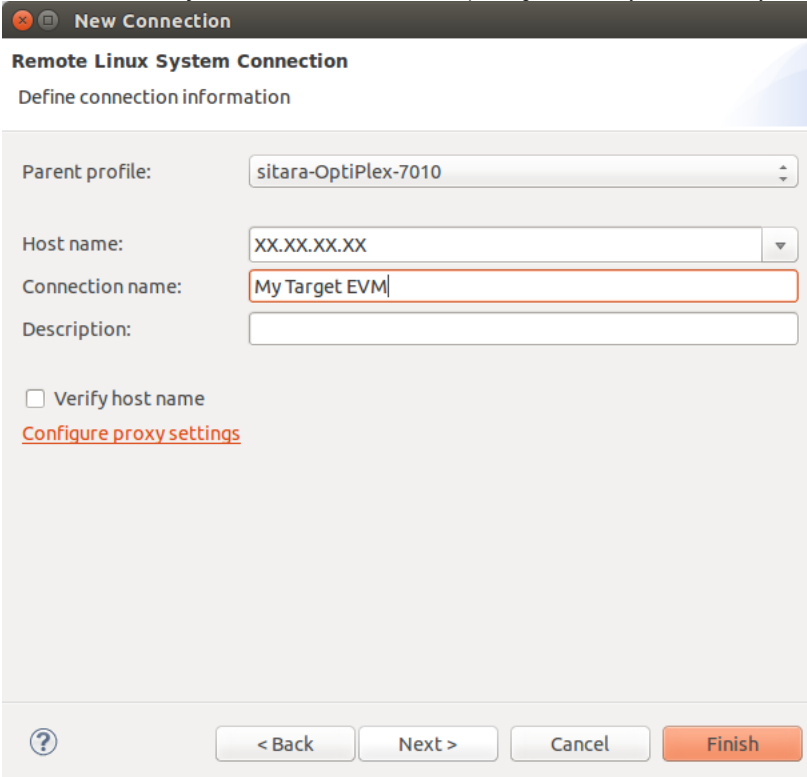 New Connection
Remote Linux System Connection
Define connection information
Parent profile: sitara-OptiPlex-7010
Host name: XX.XX.XX.XX
Connection name: My Target EVM
Description:
Verify host name
Configure proxy settings
? < Back Next > Cancel Finish